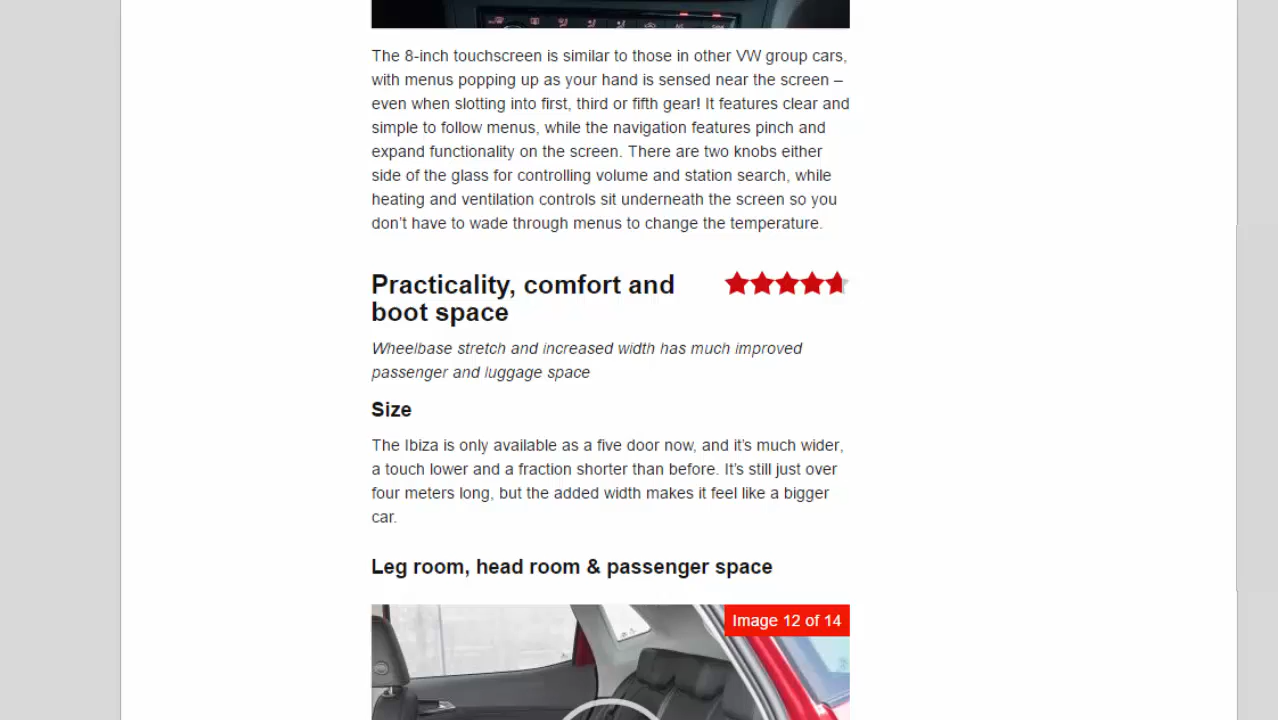 The 8-inch touchscreen is similar to those in other VW group cars,
with menus popping up as your hand is sensed near the screen –
even when slotting into first, third or fifth gear! It features clear and
simple to follow menus, while the navigation features pinch and
expand functionality on the screen. There are two knobs either
side of the glass for controlling volume and station search, while
heating and ventilation controls sit underneath the screen so you
don’t have to wade through menus to change the temperature.
Practicality, comfort and
boot space
Wheelbase stretch and increased width has much improved
passenger and luggage space
Size
The Ibiza is only available as a five door now, and it’s much wider,
a touch lower and a fraction shorter than before. It’s still just over
four meters long, but the added width makes it feel like a bigger
car.
Leg room, head room & passenger space
Image 12 of 14